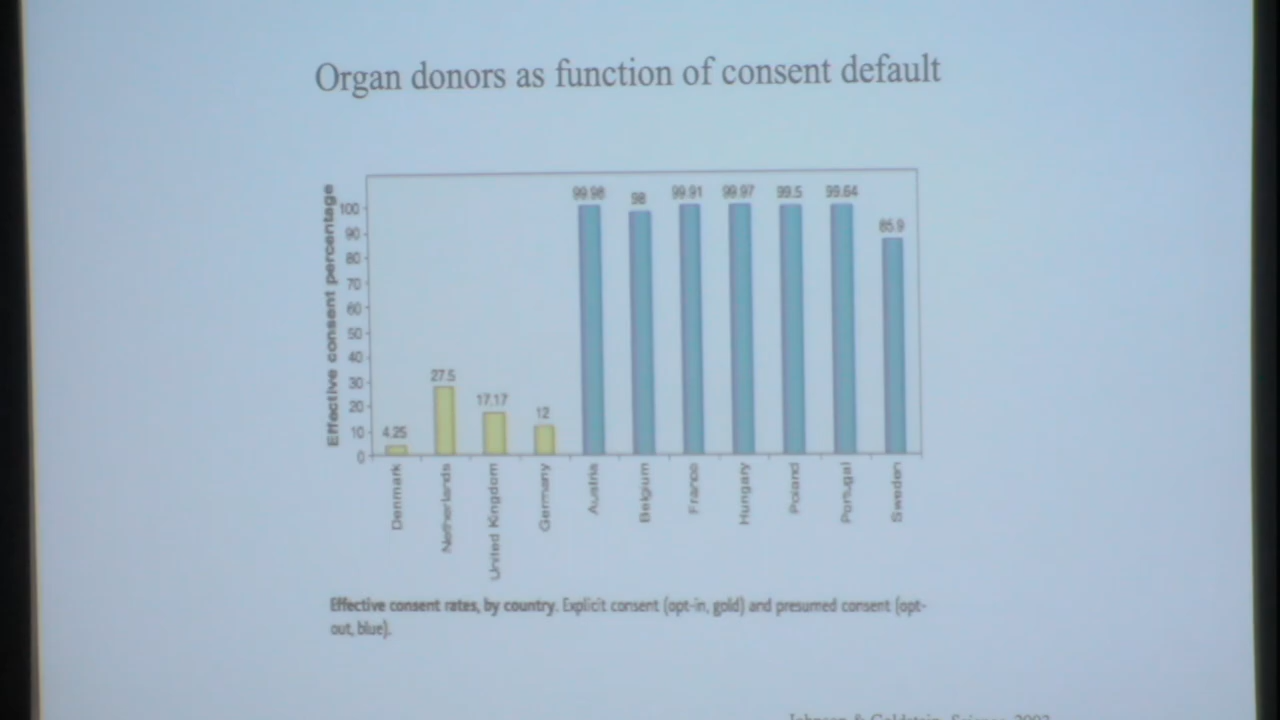 Organ donors as function of consent default
Effective consent percentage
100
90
80
70
60
50
40
30
20
10
0
4.25
27.5
17.17
12
99.98
98
99.91
99.97
99.5
99.64
85.9
Denmark
Netherlands
United Kingdom
Germany
Austria
Belgium
France
Hungary
Poland
Portugal
Sweden
Effective consent rates, by country. Explicit consent (opt-in, gold) and presumed consent (opt-
out, blue).